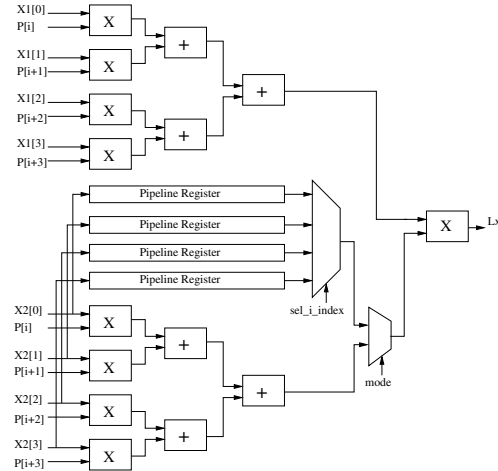 X1[0]
P[i]
X
X1[1]
P[i+1]
X
+
X1[2]
P[i+2]
X
X1[3]
P[i+3]
X
+
+
Pipeline Register
Pipeline Register
Pipeline Register
Pipeline Register
sel_i_index
X
Lx
X2[0]
P[i]
X
X2[1]
P[i+1]
X
+
X2[2]
P[i+2]
X
X2[3]
P[i+3]
X
+
+
mode